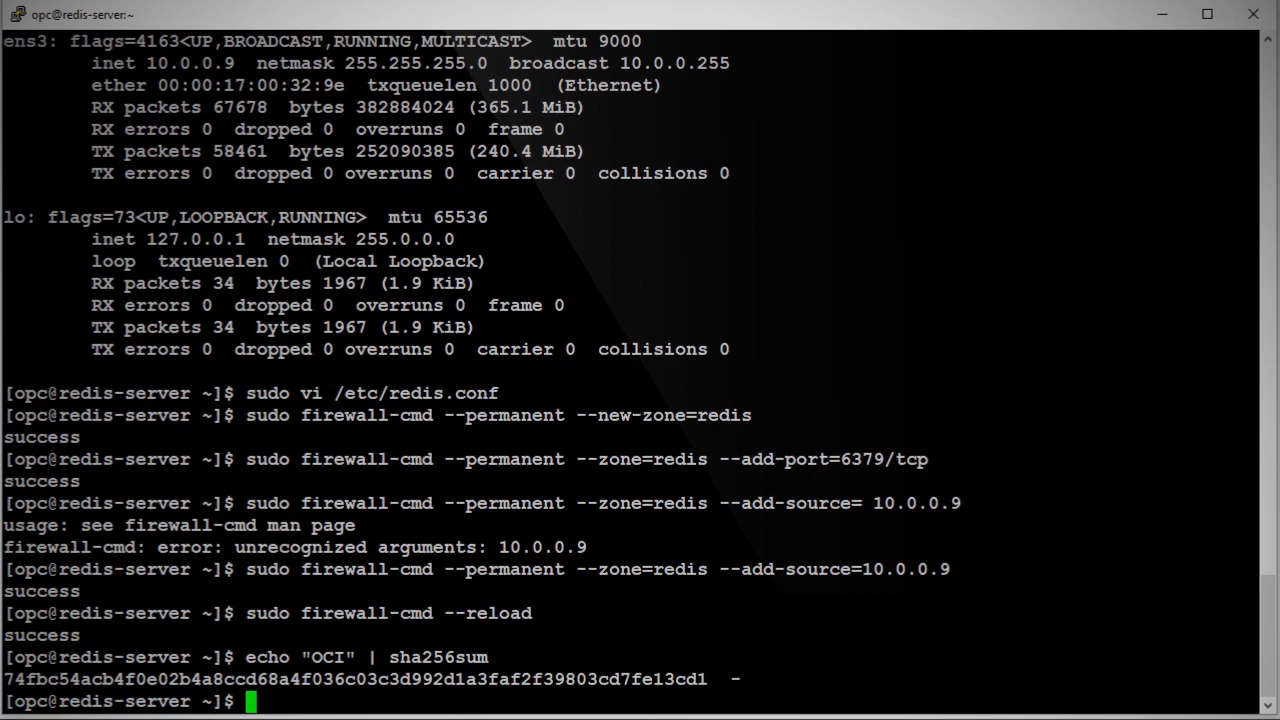 opc@redis-server:~
ens3: flags=4163<UP,BROADCAST,RUNNING,MULTICAST>  mtu 9000
        inet 10.0.0.9  netmask 255.255.255.0  broadcast 10.0.0.255
        ether 00:00:17:00:32:9e  txqueuelen 1000  (Ethernet)
        RX packets 67678  bytes 382884024 (365.1 MiB)
        RX errors 0  dropped 0  overruns 0  frame 0
        TX packets 58461  bytes 252090385 (240.4 MiB)
        TX errors 0  dropped 0 overruns 0  carrier 0  collisions 0
lo: flags=73<UP,LOOPBACK,RUNNING>  mtu 65536
        inet 127.0.0.1  netmask 255.0.0.0
        loop  txqueuelen 0  (Local Loopback)
        RX packets 34  bytes 1967 (1.9 KiB)
        RX errors 0  dropped 0  overruns 0  frame 0
        TX packets 34  bytes 1967 (1.9 KiB)
        TX errors 0  dropped 0 overruns 0  carrier 0  collisions 0
[opc@redis-server ~]$ sudo vi /etc/redis.conf
[opc@redis-server ~]$ sudo firewall-cmd --permanent --new-zone=redis
success
[opc@redis-server ~]$ sudo firewall-cmd --permanent --zone=redis --add-port=6379/tcp
success
[opc@redis-server ~]$ sudo firewall-cmd --permanent --zone=redis --add-source= 10.0.0.9
usage: see firewall-cmd man page
firewall-cmd: error: unrecognized arguments: 10.0.0.9
[opc@redis-server ~]$ sudo firewall-cmd --permanent --zone=redis --add-source=10.0.0.9
success
[opc@redis-server ~]$ sudo firewall-cmd --reload
success
[opc@redis-server ~]$ echo "OCI" | sha256sum
74fbc54acb4f0e02b4a8ccd68a4f036c03c3d992d1a3faf2f39803cd7fe13cd1  -
[opc@redis-server ~]$